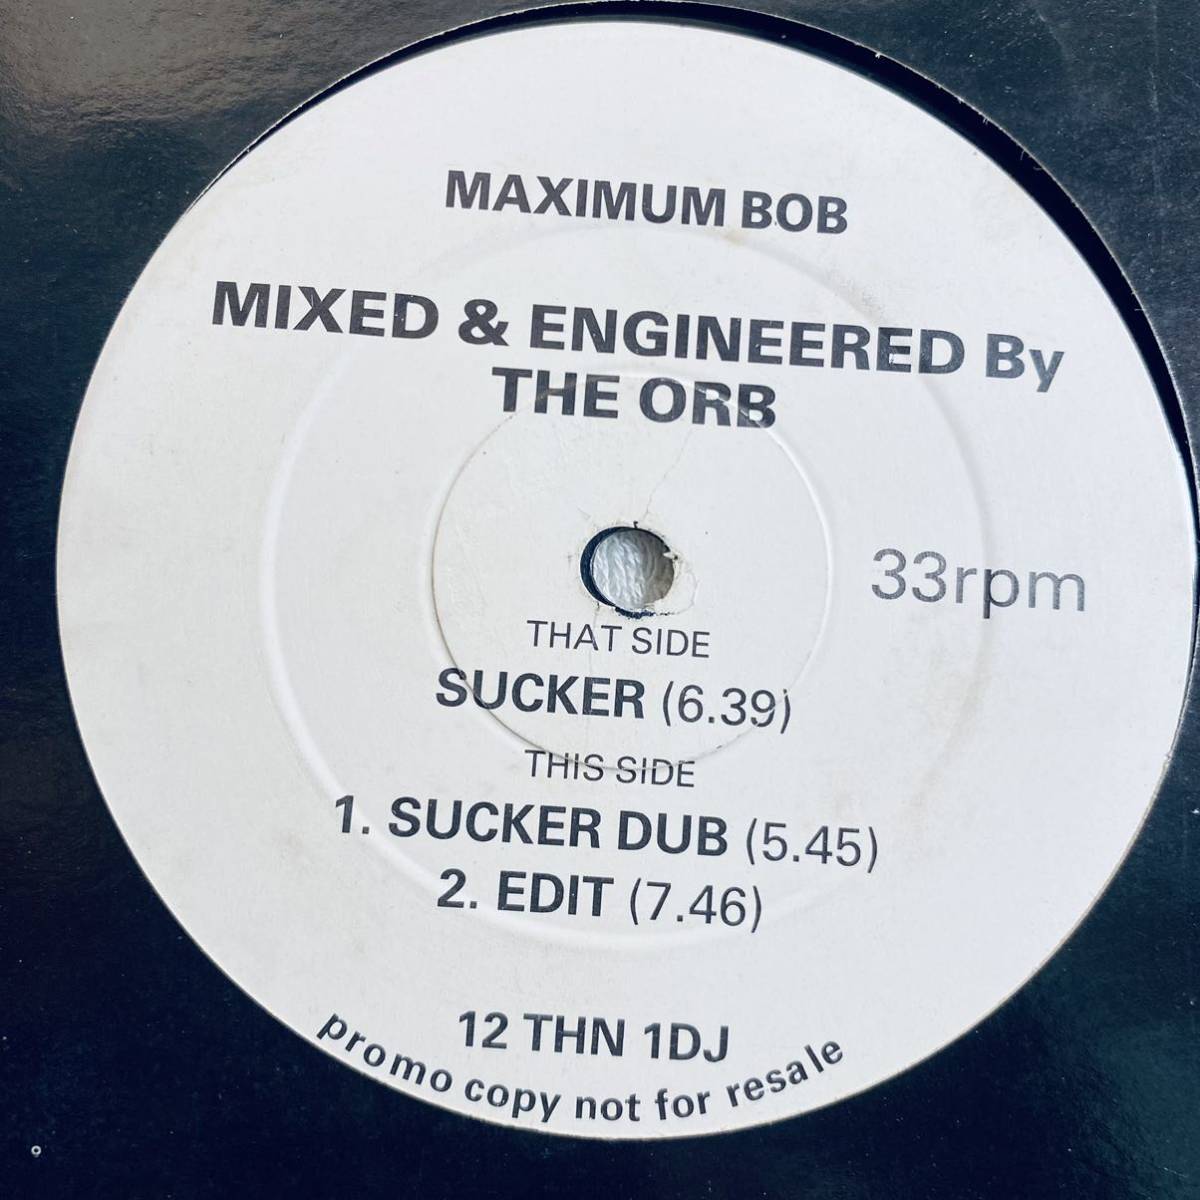 MAXIMUM BOB
MIXED & ENGINEERED By
THE ORB
33rpm
THAT SIDE
SUCKER (6.39)
THIS SIDE
1. SUCKER DUB (5.45)
2. EDIT (7.46)
12 THN 1DJ
promo copy not for resale